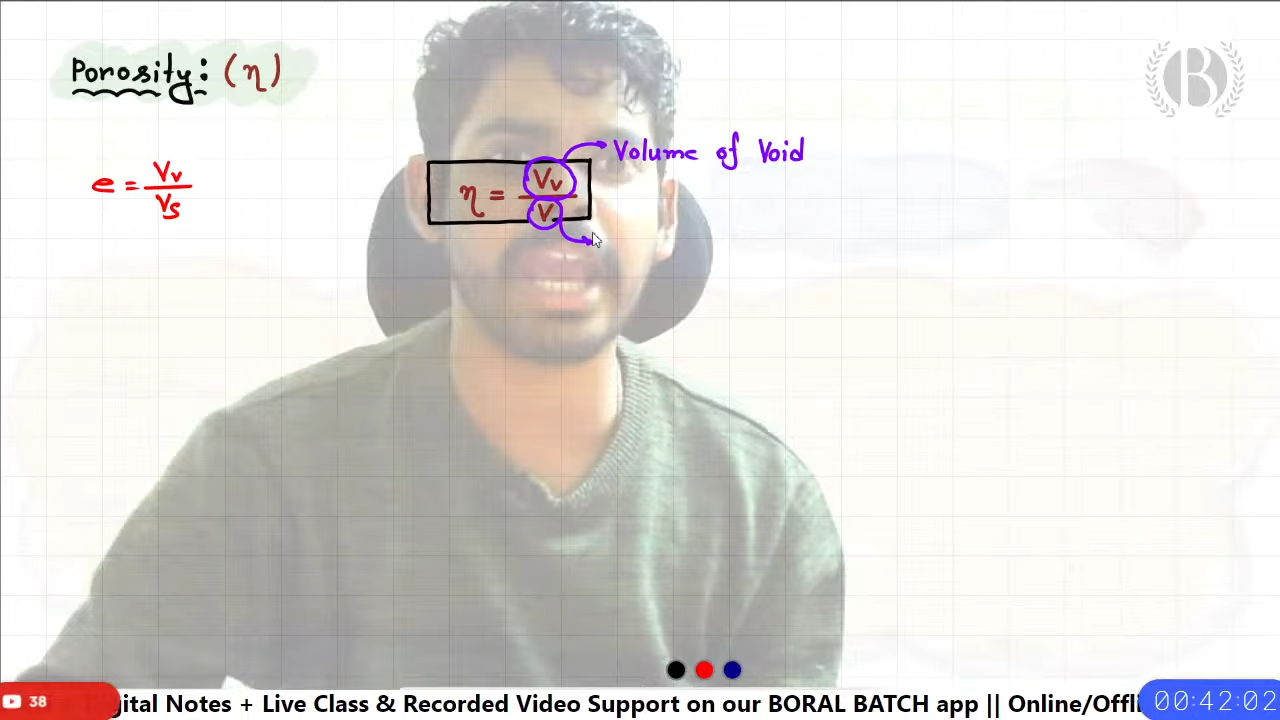 Porosity: (η)
e = Vv/Vs
η = Vv/V
Volume of Void
B
38
gital Notes + Live Class & Recorded Video Support on our BORAL BATCH app || Online/Offli
00:42:02